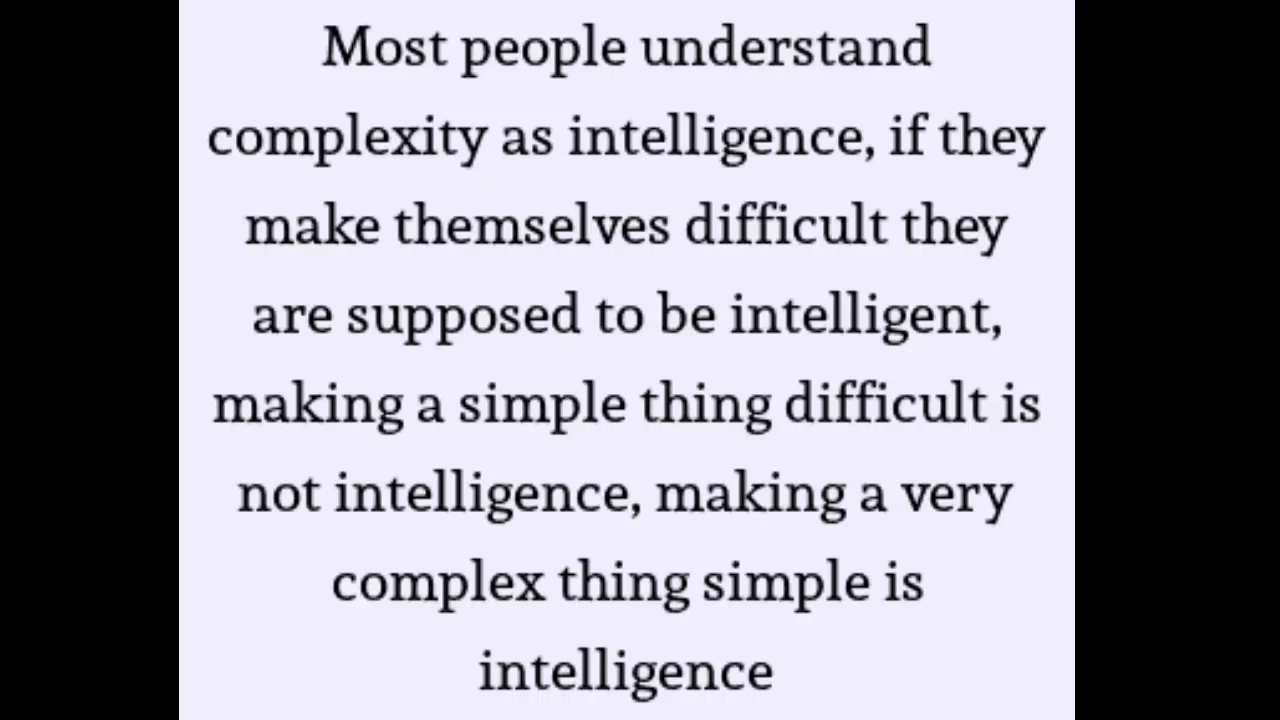 Most people understand
complexity as intelligence, if they
make themselves difficult they
are supposed to be intelligent,
making a simple thing difficult is
not intelligence, making a very
complex thing simple is
intelligence